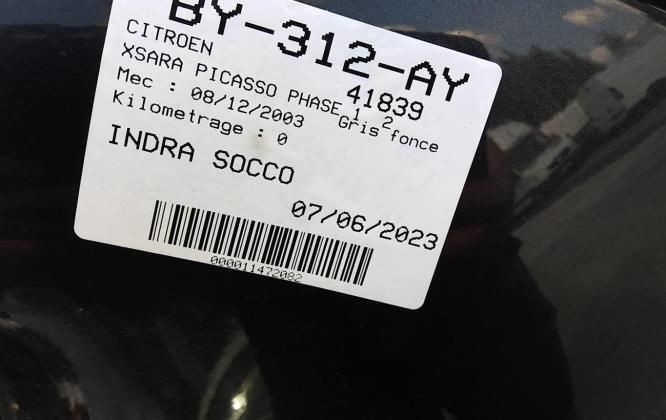 BY-312-AY
CITROEN
41839
XSARA PICASSO PHASE 1, 2
Mec : 08/12/2003 Gris fonce
Kilometrage : 0
INDRA SOCCO
07/06/2023
000011472082